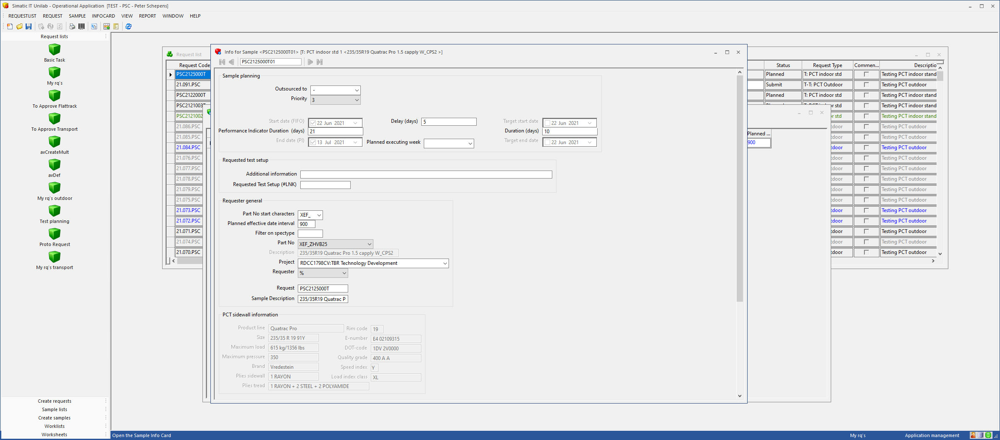 Simatic IT Unilab - Operational Application [TEST - PSC - Peter Schepens]
REQUESTLIST REQUEST SAMPLE INFOCARD VIEW REPORT WINDOW HELP
Request lists
Basic Task
My rq's
To Approve Flattrack
To Approve Transport
avCreateMult
avDef
My rq's outdoor
Test planning
Proto Request
My rq's transport
Create requests
Sample lists
Create samples
Worklists
Worksheets
Request list
Request Code
PSC2125000T
21.091.PSC
PSC2122000T
PSC2121003T
PSC2121002
21.086.PSC
21.085.PSC
21.084.PSC
21.076.PSC
21.077.PSC
21.078.PSC
21.079.PSC
21.075.PSC
21.073.PSC
21.072.PSC
21.071.PSC
21.074.PSC
21.070.PSC
Info for Sample <PSC2125000T01> [T: PCT indoor std 1 <235/35R19 Quatrac Pro 1.5 capply W_CPS2 >]
PSC2125000T01
Sample planning
Outsourced to -
Priority 3
Start date (FIFO) 22 Jun 2021 Delay (days) 5 Target start date 22 Jun 2021
Performance Indicator Duration (days) 21 Duration (days) 10
End date (PI) 13 Jul 2021 Planned executing week Target end date 22 Jun 2021
Requested test setup
Additional information
Requested Test Setup (#LNK)
Requester general
Part No start characters XEF_
Planned effective date interval 900
Filter on spectype
Part No XEF_ZHVB25
Description 235/35R19 Quatrac Pro 1.5 capply W_CPS2
Project RDCC1798CV:TBR Technology Development
Requester %
Request PSC2125000T
Sample Description 235/35R19 Quatrac P
PCT sidewall information
Product line Quatrac Pro Rim code 19
Size 235/35 R 19 91Y E-number E4 02109315
Maximum load 615 kg/1356 lbs DOT-code 1DV 2V0000
Maximum pressure 350 Quality grade 400 A A
Brand Vredestein Speed index Y
Plies sidewall 1 RAYON Load index class XL
Plies tread 1 RAYON + 2 STEEL + 2 POLYAMIDE
Planned ...
900
Status Request Type Commen... Descriptio
Planned T: PCT indoor std Testing PCT indoor stand
Submit T-T: PCT Outdoor Testing PCT outdoor
Planned T: PCT indoor std Testing PCT indoor stand
T: PCT indoor std Testing PCT indoor stand
r std Testing PCT indoor stand
door Testing PCT outdoor
door Testing PCT outdoor
door Testing PCT outdoor
door Testing PCT outdoor
door Testing PCT outdoor
door Testing PCT outdoor
door Testing PCT outdoor
door Testing PCT outdoor
door Testing PCT outdoor
door Testing PCT outdoor
door Testing PCT outdoor
door Testing PCT outdoor
door Testing PCT outdoor
Open the Sample Info Card My rq's Application management